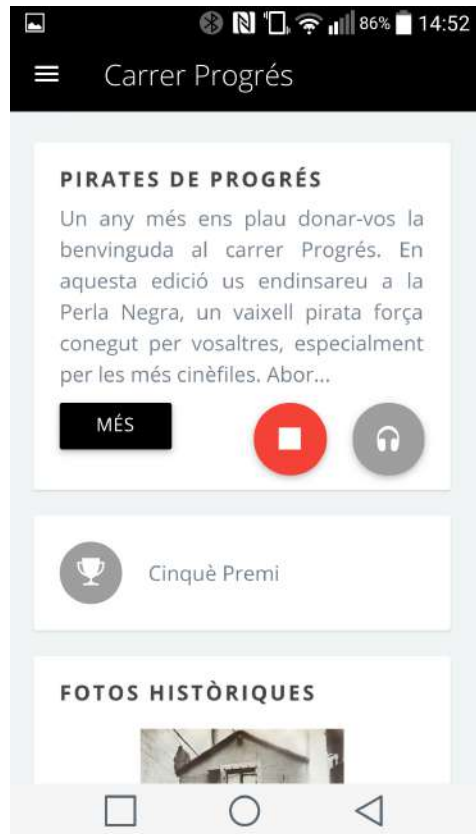 86% 14:52
Carrer Progrés
PIRATES DE PROGRÉS
Un any més ens plau donar-vos la
benvinguda al carrer Progrés. En
aquesta edició us endinsareu a la
Perla Negra, un vaixell pirata força
conegut per vosaltres, especialment
per les més cinèfiles. Abor...
MÉS
Cinquè Premi
FOTOS HISTÒRIQUES